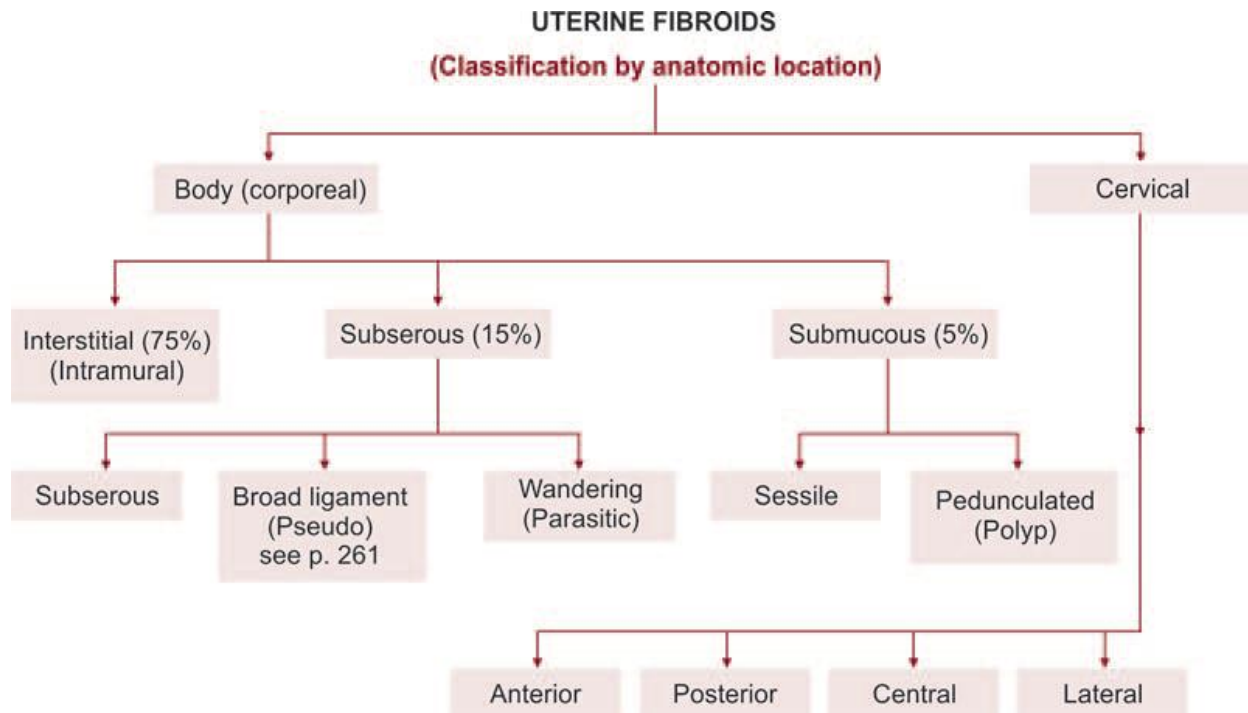 UTERINE FIBROIDS
(Classification by anatomic location)
Body (corporeal)
Cervical
Interstitial (75%)
(Intramural)
Subserous (15%)
Submucous (5%)
Subserous
Broad ligament
(Pseudo)
see p. 261
Wandering
(Parasitic)
Sessile
Pedunculated
(Polyp)
Anterior
Posterior
Central
Lateral